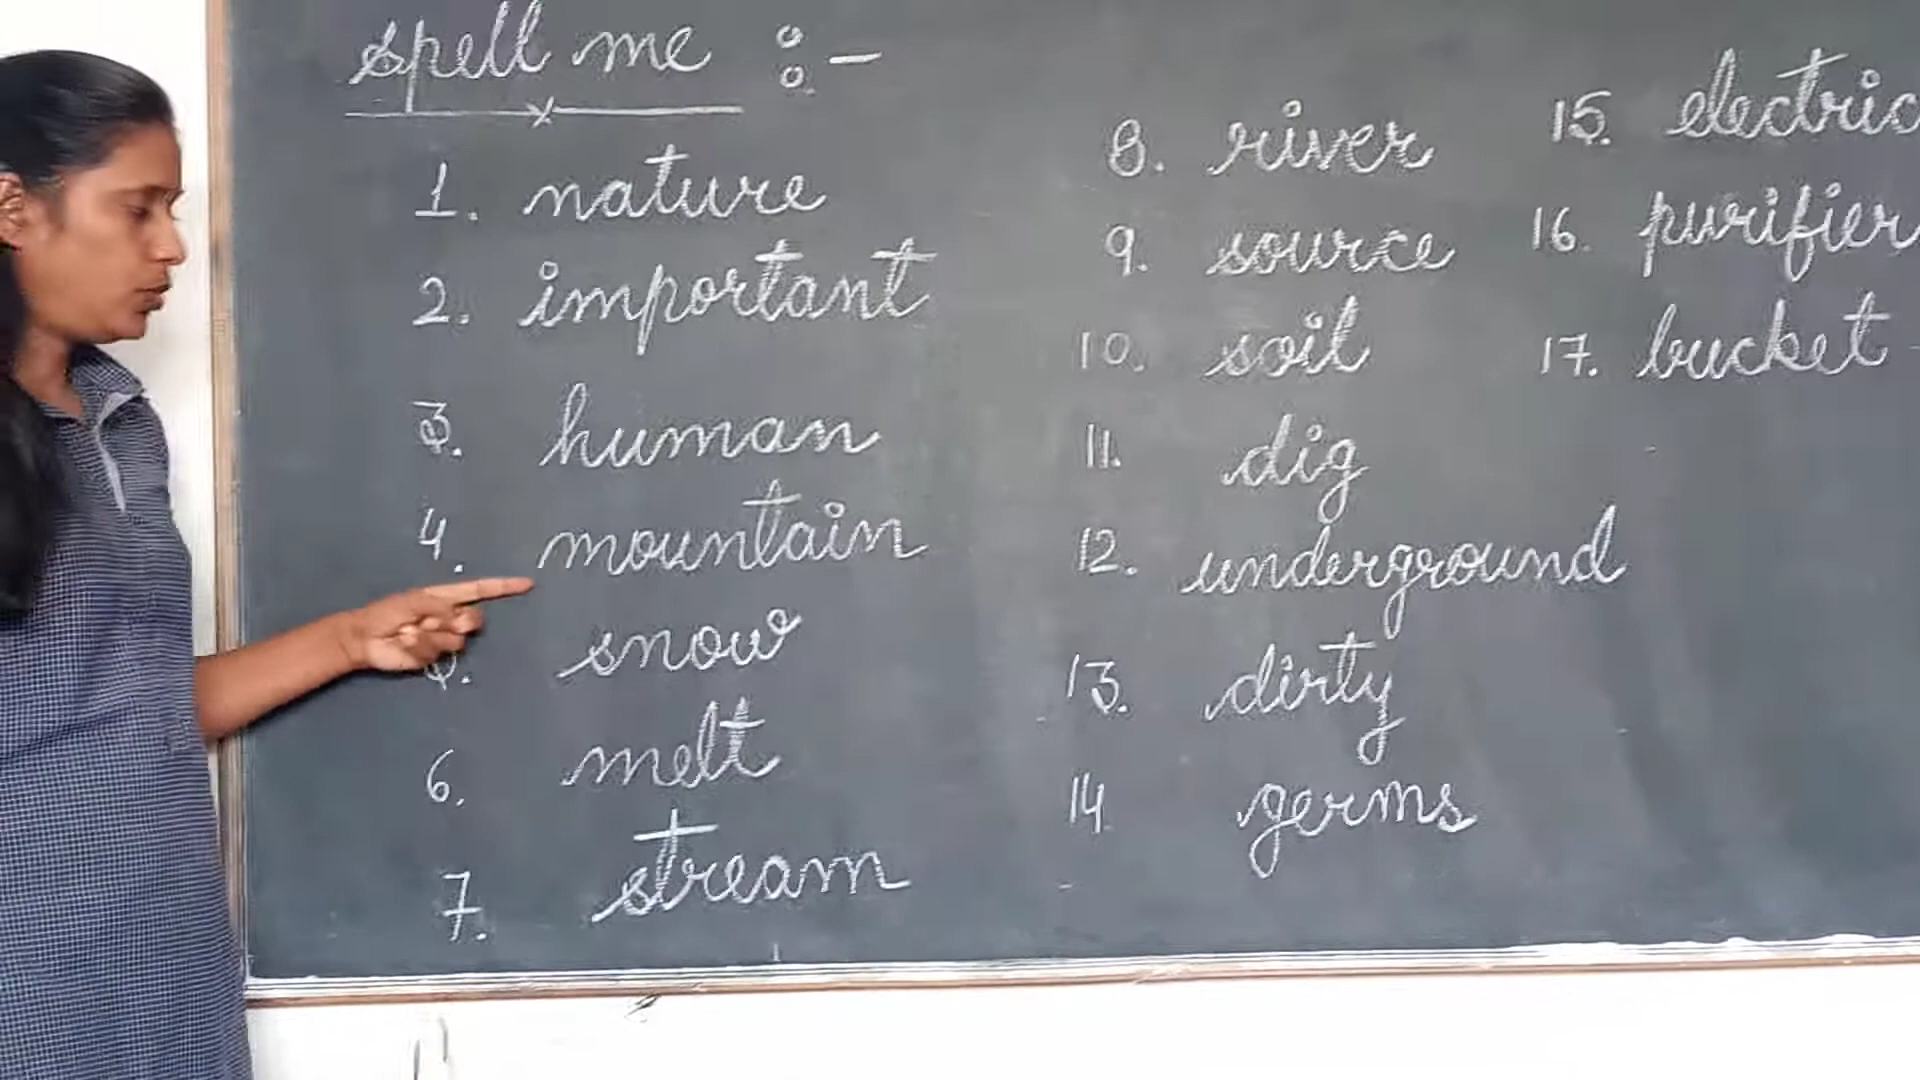 spell me :-
1. nature
2. important
3. human
4. mountain
5. snow
6. melt
7. stream
8. river
9. source
10. soil
11. dig
12. underground
13. dirty
14 germs
15. electric
16. purifier
17. bucket